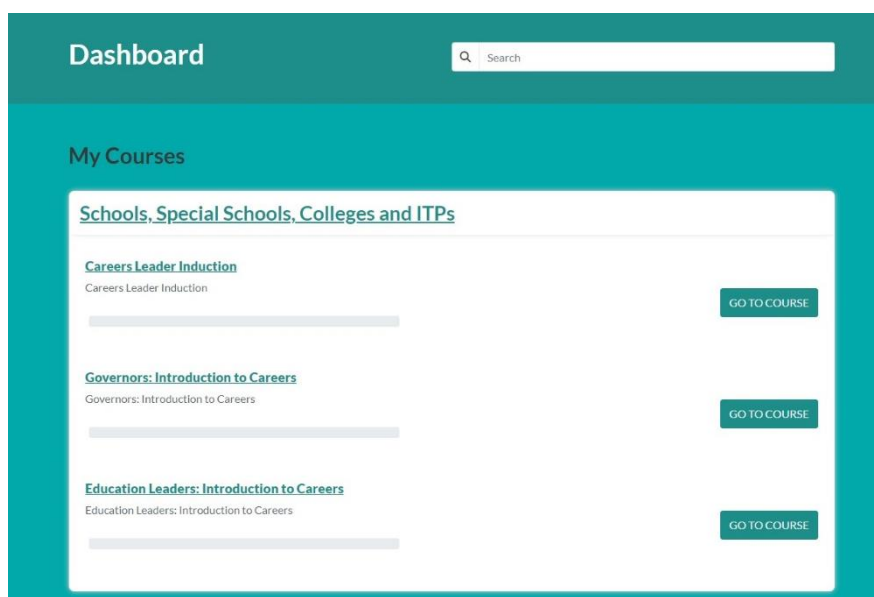 Dashboard
Search
My Courses
Schools, Special Schools, Colleges and ITPs
Careers Leader Induction
Careers Leader Induction
GO TO COURSE
Governors: Introduction to Careers
Governors: Introduction to Careers
GO TO COURSE
Education Leaders: Introduction to Careers
Education Leaders: Introduction to Careers
GO TO COURSE